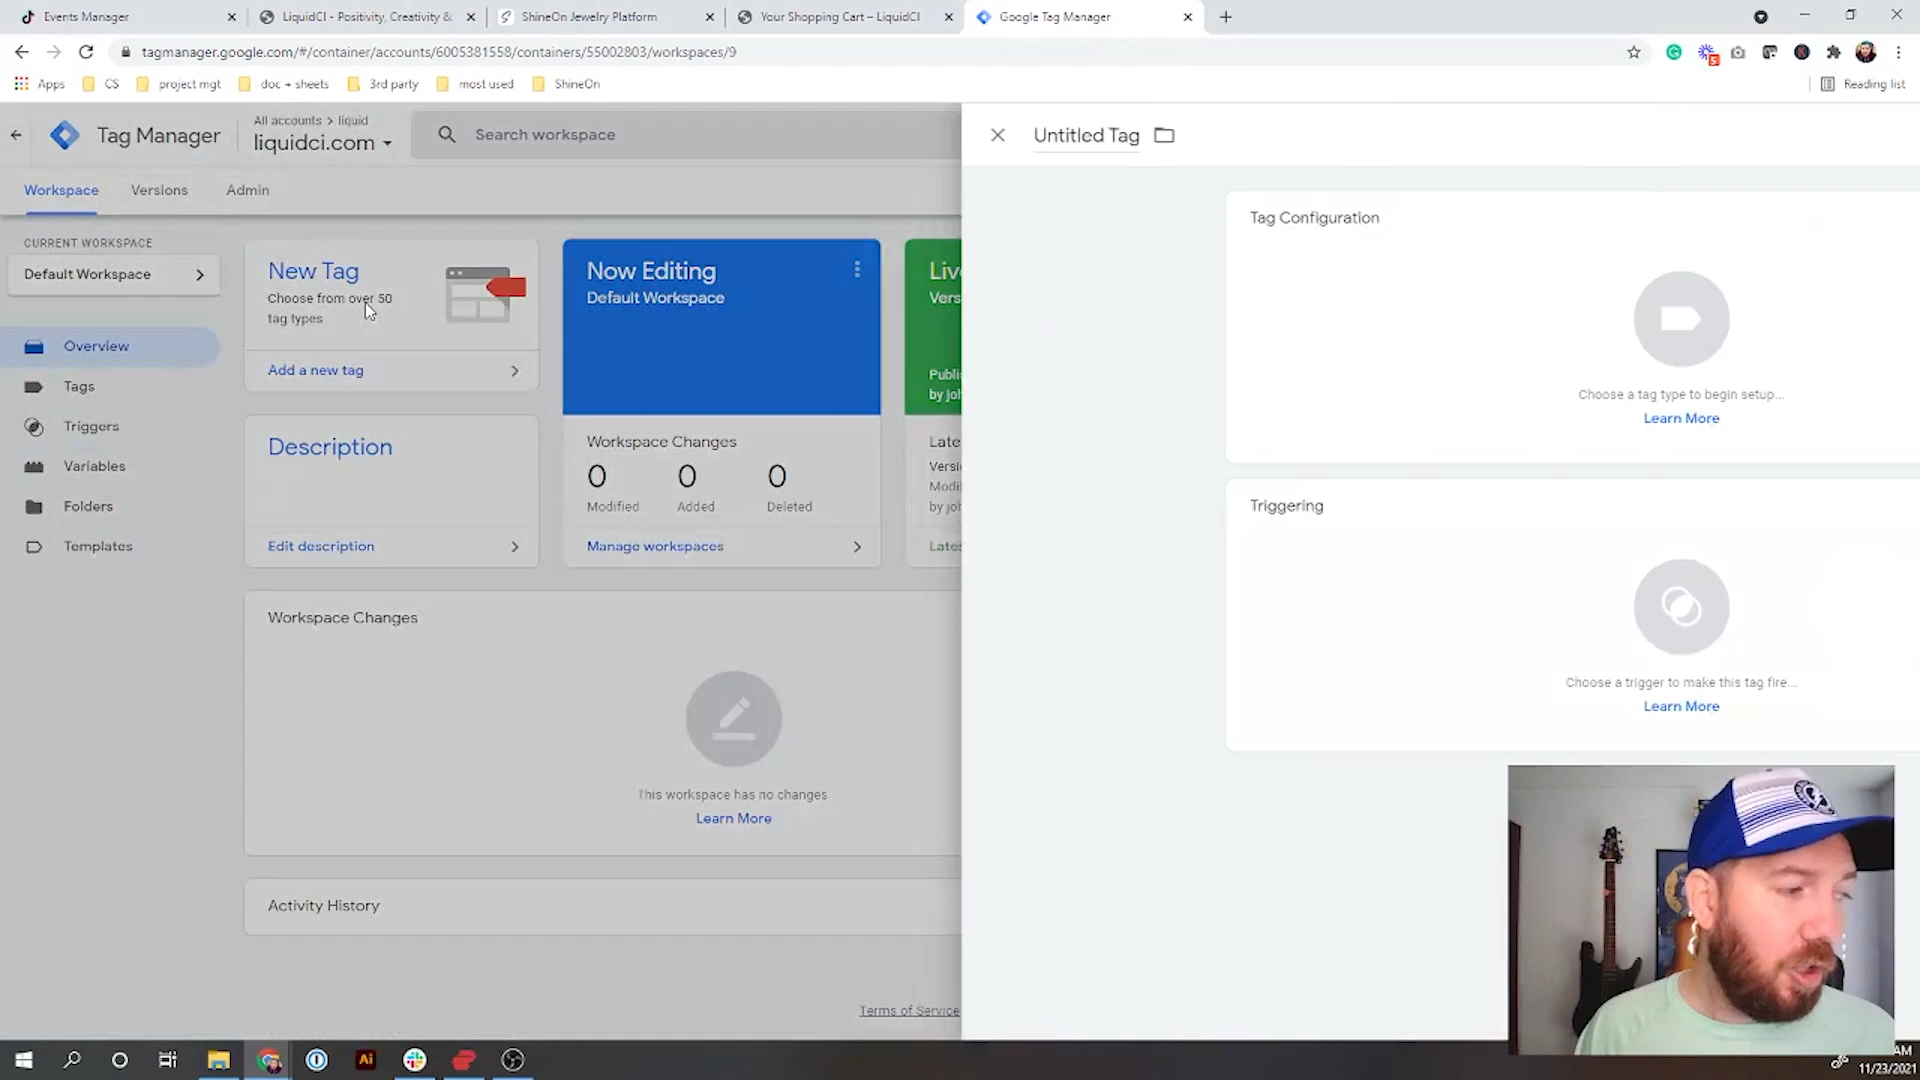 Events Manager
LiquidCI - Positivity, Creativity &
ShineOn Jewelry Platform
Your Shopping Cart – LiquidCI
Google Tag Manager
tagmanager.google.com/#/container/accounts/6005381558/containers/55002803/workspaces/9
5
Apps
CS
project mgt
doc + sheets
3rd party
most used
ShineOn
Reading list
Tag Manager
All accounts > liquid
liquidci.com
Search workspace
Untitled Tag
Workspace
Versions
Admin
CURRENT WORKSPACE
Default Workspace
Overview
Tags
Triggers
Variables
Folders
Templates
New Tag
Choose from over 50
tag types
Add a new tag
Description
Edit description
Now Editing
Default Workspace
Workspace Changes
0
0
0
Modified
Added
Deleted
Manage workspaces
Liv
Vers
Publi
by joh
Late
Versi
Modi
by joh
Late
Workspace Changes
This workspace has no changes
Learn More
Activity History
Terms of Service
Tag Configuration
Choose a tag type to begin setup...
Learn More
Triggering
Choose a trigger to make this tag fire...
Learn More
Ai
AM
11/23/2021